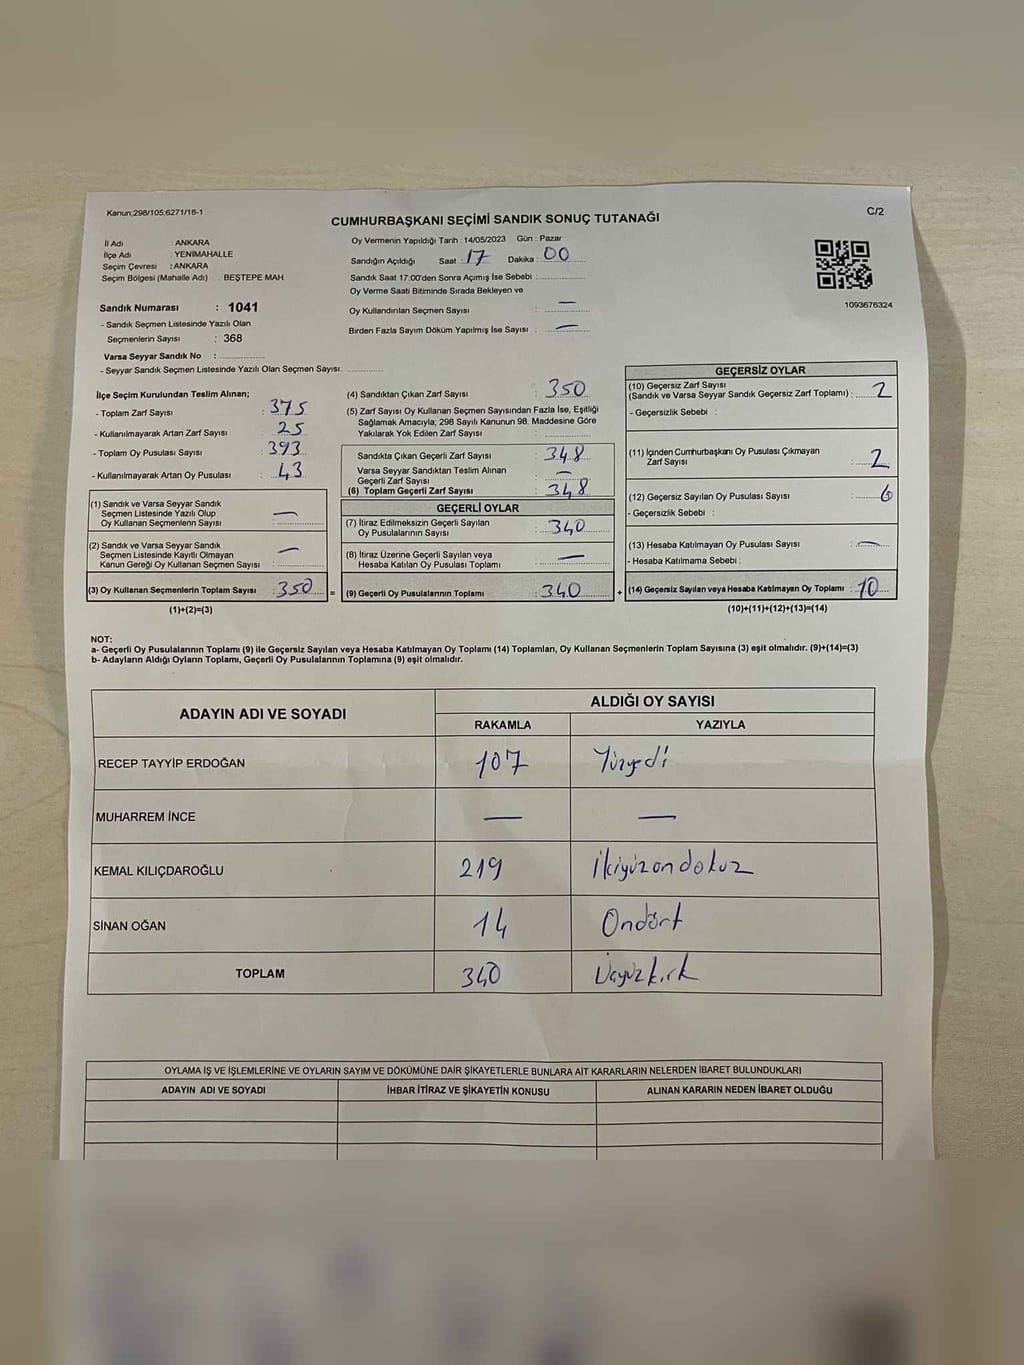 Kanun;298/105;6271/18-1
C/2
CUMHURBAŞKANI SEÇİMİ SANDIK SONUÇ TUTANAĞI
İl Adı : ANKARA
İlçe Adı : YENİMAHALLE
Seçim Çevresi : ANKARA
Seçim Bölgesi (Mahalle Adı) : BEŞTEPE MAH
Oy Vermenin Yapıldığı Tarih :14/05/2023 Gün : Pazar
Sandığın Açıldığı Saat : 17 Dakika : 00
Sandık Saat 17:00'den Sonra Açımış İse Sebebi :
Oy Verme Saati Bitiminde Sırada Bekleyen ve
Oy Kullandırılan Seçmen Sayısı : —
Birden Fazla Sayım Döküm Yapılmış İse Sayısı : —
1093676324
Sandık Numarası : 1041
- Sandık Seçmen Listesinde Yazılı Olan
Seçmenlerin Sayısı : 368
Varsa Seyyar Sandık No :
- Seyyar Sandık Seçmen Listesinde Yazılı Olan Seçmen Sayısı:
İlçe Seçim Kurulundan Teslim Alınan;
- Toplam Zarf Sayısı : 375
- Kullanılmayarak Artan Zarf Sayısı : 25
- Toplam Oy Pusulası Sayısı : 393
- Kullanılmayarak Artan Oy Pusulası : 43
(1) Sandık ve Varsa Seyyar Sandık
Seçmen Listesinde Yazılı Olup
Oy Kullanan Seçmenlerın Sayısı : —
(2) Sandık ve Varsa Seyyar Sandık
Seçmen Listesinde Kayıtlı Olmayan
Kanun Gereği Oy Kullanan Seçmen Sayısı : —
(3) Oy Kullanan Seçmenlerin Toplam Sayısı : 350 =
(1)+(2)=(3)
(4) Sandıktan Çıkan Zarf Sayısı : 350
(5) Zarf Sayısı Oy Kullanan Seçmen Sayısından Fazla İse, Eşitliği
Sağlamak Amacıyla; 298 Sayılı Kanunun 98. Maddesine Göre
Yakılarak Yok Edilen Zarf Sayısı :
Sandıkta Çıkan Geçerli Zarf Sayısı : 348
Varsa Seyyar Sandıktan Teslim Alınan
Geçerli Zarf Sayısı : —
(6) Toplam Geçerli Zarf Sayısı : 348
GEÇERLİ OYLAR
(7) İtiraz Edilmeksizin Geçerli Sayılan
Oy Pusulalarının Sayısı : 340
(8) İtiraz Üzerine Geçerli Sayılan veya
Hesaba Katılan Oy Pusulası Toplamı : —
(9) Geçerli Oy Pusulalarının Toplamı : 340 +
GEÇERSİZ OYLAR
(10) Geçersiz Zarf Sayısı
(Sandık ve Varsa Seyyar Sandık Geçersiz Zarf Toplamı) : 2
- Geçersizlik Sebebi :
(11) İçinden Cumhurbaşkanı Oy Pusulası Çıkmayan
Zarf Sayısı : 2
(12) Geçersiz Sayılan Oy Pusulası Sayısı : 6
- Geçersizlik Sebebi :
(13) Hesaba Katılmayan Oy Pusulası Sayısı : —
- Hesaba Katılmama Sebebi :
(14) Geçersiz Sayılan veya Hesaba Katılmayan Oy Toplamı : 10
(10)+(11)+(12)+(13)=(14)
NOT:
a- Geçerli Oy Pusulalarının Toplamı (9) ile Geçersiz Sayılan veya Hesaba Katılmayan Oy Toplamı (14) Toplamları, Oy Kullanan Seçmenlerin Toplam Sayısına (3) eşit olmalıdır. (9)+(14)=(3)
b- Adayların Aldığı Oyların Toplamı, Geçerli Oy Pusulalarının Toplamına (9) eşit olmalıdır.
ADAYIN ADI VE SOYADI
ALDIĞI OY SAYISI
RAKAMLA YAZIYLA
RECEP TAYYİP ERDOĞAN 107 Yüzyedi
MUHARREM İNCE — —
KEMAL KILIÇDAROĞLU 219 İkiyüzondokuz
SİNAN OĞAN 14 Ondört
TOPLAM 340 Üçyüzkırk
OYLAMA İŞ VE İŞLEMLERİNE VE OYLARIN SAYIM VE DÖKÜMÜNE DAİR ŞİKAYETLERLE BUNLARA AİT KARARLARIN NELERDEN İBARET BULUNDUKLARI
ADAYIN ADI VE SOYADI İHBAR İTİRAZ VE ŞİKAYETİN KONUSU ALINAN KARARIN NEDEN İBARET OLDUĞU